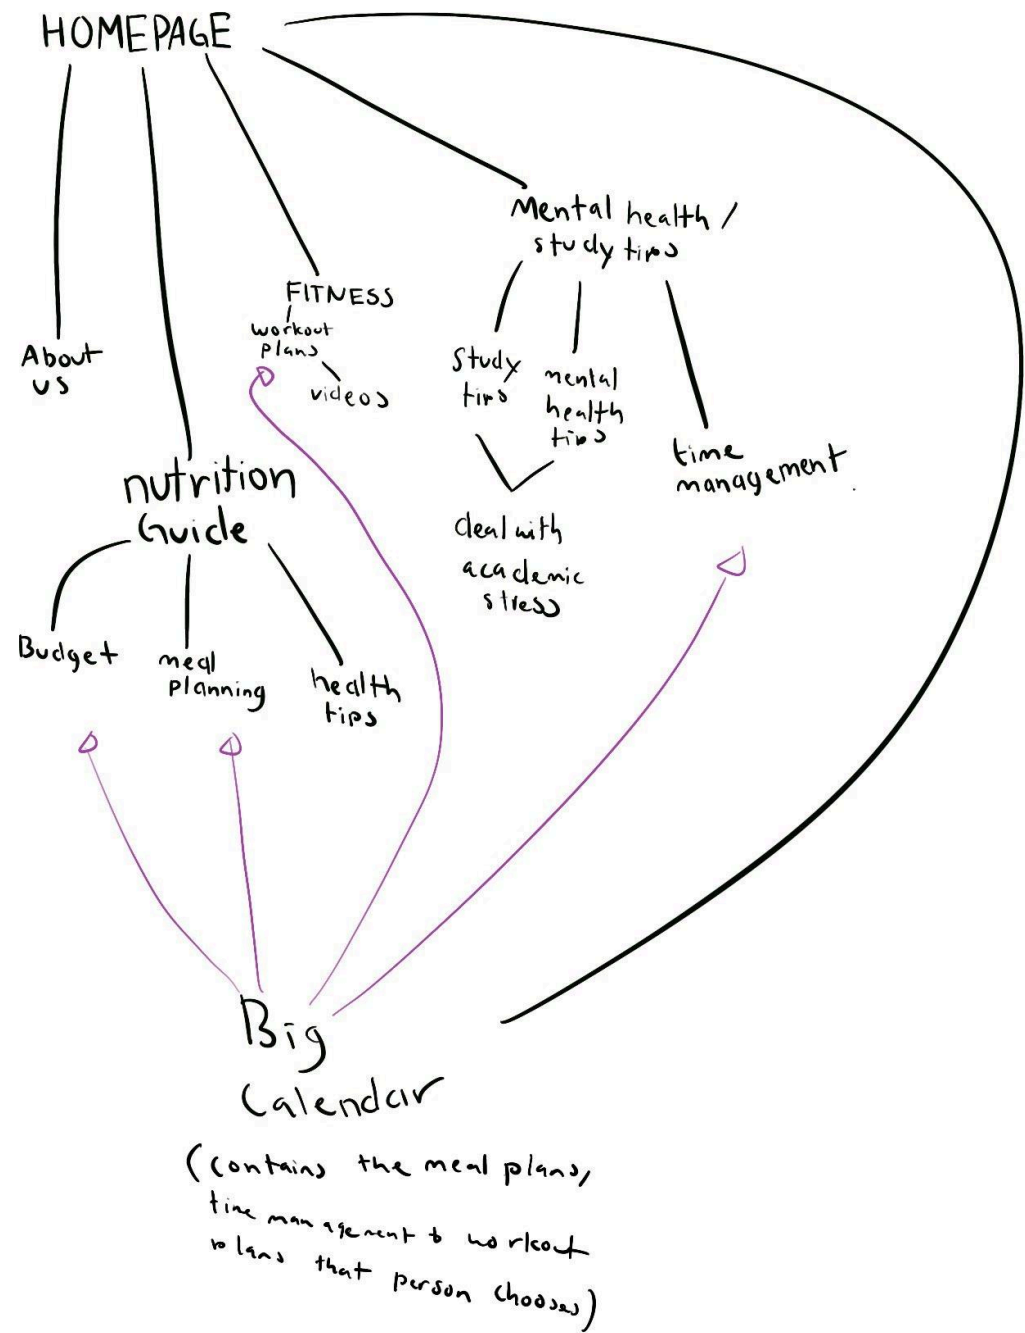 HOMEPAGE
Mental health /
study tips
FITNESS
workout
plans
videos
About
us
Study
tips
mental
health
tips
time
management
nutrition
Guide
deal with
academic
stress
Budget
meal
planning
health
tips
Big
Calendar
(contains the meal plans,
time management & workout
plans that person chooses)